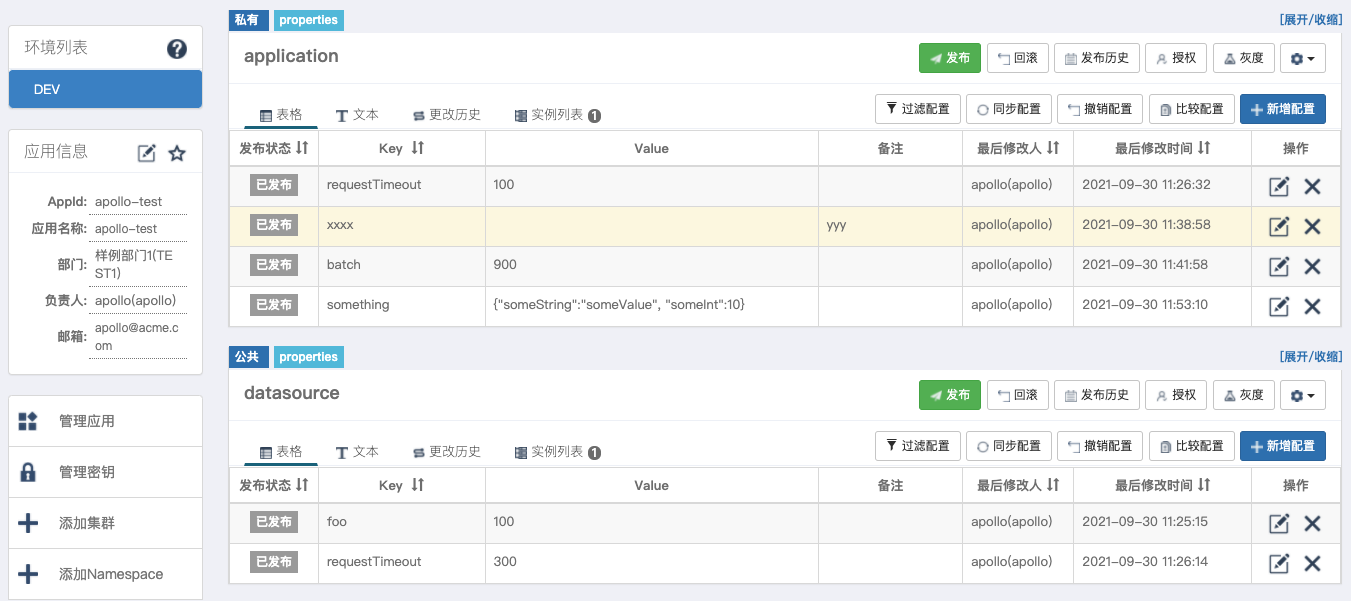 环境列表
DEV
应用信息
AppId: apollo-test
应用名称: apollo-test
部门: 样例部门1(TE
ST1)
负责人: apollo(apollo)
邮箱: apollo@acme.c
om
管理应用
管理密钥
添加集群
添加Namespace
私有 properties [展开/收缩]
application 发布 回滚 发布历史 授权 灰度
表格 文本 更改历史 实例列表 1 过滤配置 同步配置 撤销配置 比较配置 新增配置
发布状态 Key Value 备注 最后修改人 最后修改时间 操作
已发布 requestTimeout 100 apollo(apollo) 2021-09-30 11:26:32
已发布 xxxx yyy apollo(apollo) 2021-09-30 11:38:58
已发布 batch 900 apollo(apollo) 2021-09-30 11:41:58
已发布 something {"someString":"someValue", "someInt":10} apollo(apollo) 2021-09-30 11:53:10
公共 properties [展开/收缩]
datasource 发布 回滚 发布历史 授权 灰度
表格 文本 更改历史 实例列表 1 过滤配置 同步配置 撤销配置 比较配置 新增配置
发布状态 Key Value 备注 最后修改人 最后修改时间 操作
已发布 foo 100 apollo(apollo) 2021-09-30 11:25:15
已发布 requestTimeout 300 apollo(apollo) 2021-09-30 11:26:14